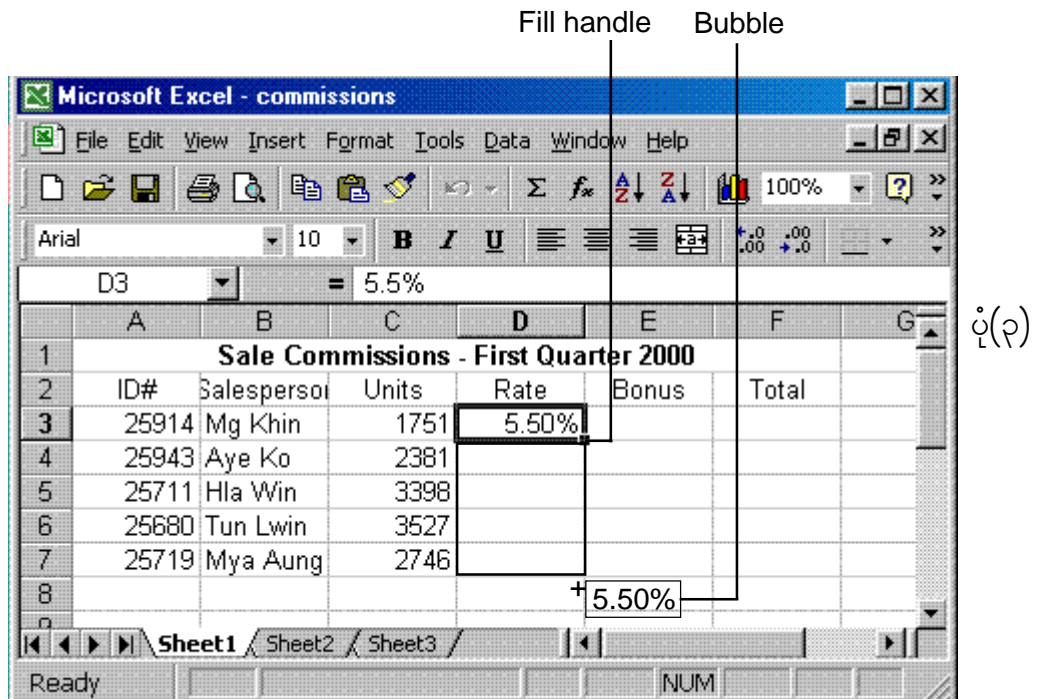 Fill handle Bubble
Microsoft Excel - commissions
File Edit View Insert Format Tools Data Window Help
100%
Arial 10 B I U
D3 = 5.5%
A B C D E F G
1 Sale Commissions - First Quarter 2000
2 ID# Salesperson Units Rate Bonus Total
3 25914 Mg Khin 1751 5.50%
ပုံ(၃)
4 25943 Aye Ko 2381
5 25711 Hla Win 3398
6 25680 Tun Lwin 3527
7 25719 Mya Aung 2746
8 5.50%
9
Sheet1 Sheet2 Sheet3
Ready NUM